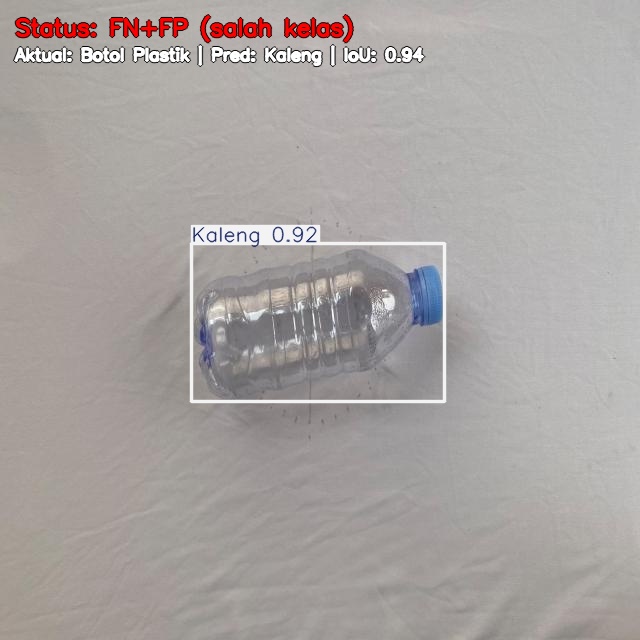 Status: FN+FP (salah kelas)
Aktual: Botol Plastik | Pred: Kaleng | IoU: 0.94
Kaleng 0.92